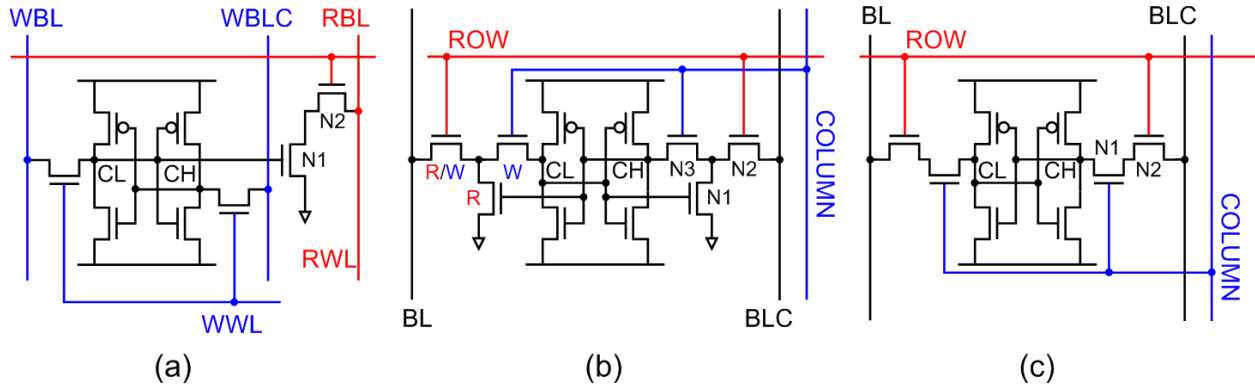 WBL WBLC RBL
N2
N1
CL CH
RWL
WWL
(a)
BL BLC
ROW
R/W W CL CH N3 N2
R N1
COLUMN
(b)
BL BLC
ROW
CL CH N1 N2
COLUMN
(c)